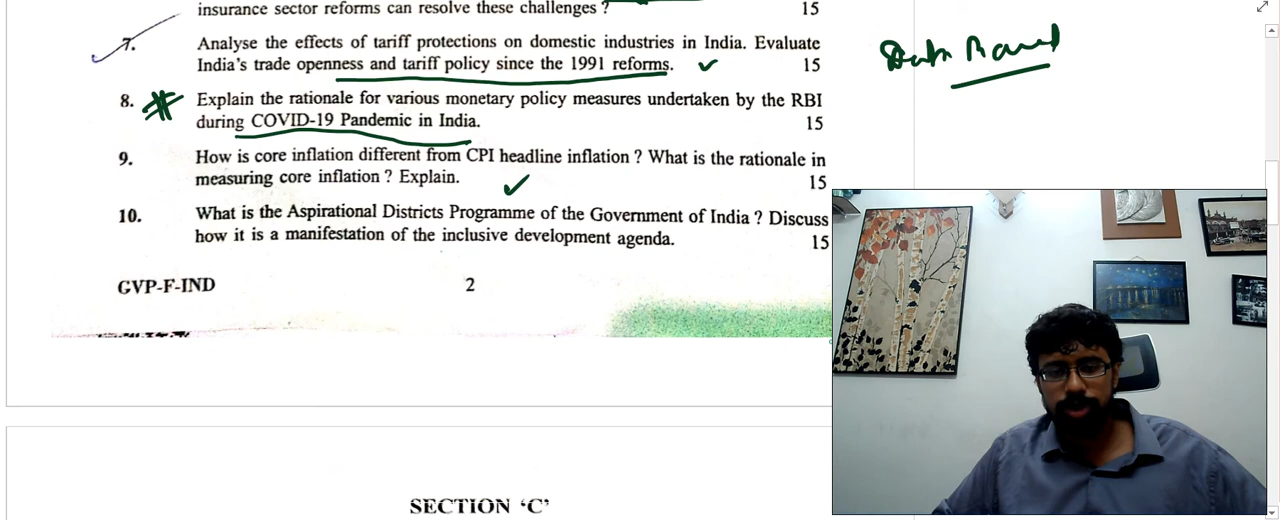 insurance sector reforms can resolve these challenges ? 15
7. Analyse the effects of tariff protections on domestic industries in India. Evaluate
India's trade openness and tariff policy since the 1991 reforms. 15
8. Explain the rationale for various monetary policy measures undertaken by the RBI
during COVID-19 Pandemic in India. 15
9. How is core inflation different from CPI headline inflation ? What is the rationale in
measuring core inflation ? Explain. 15
10. What is the Aspirational Districts Programme of the Government of India ? Discuss
how it is a manifestation of the inclusive development agenda. 15
GVP-F-IND 2
SECTION ‘C’